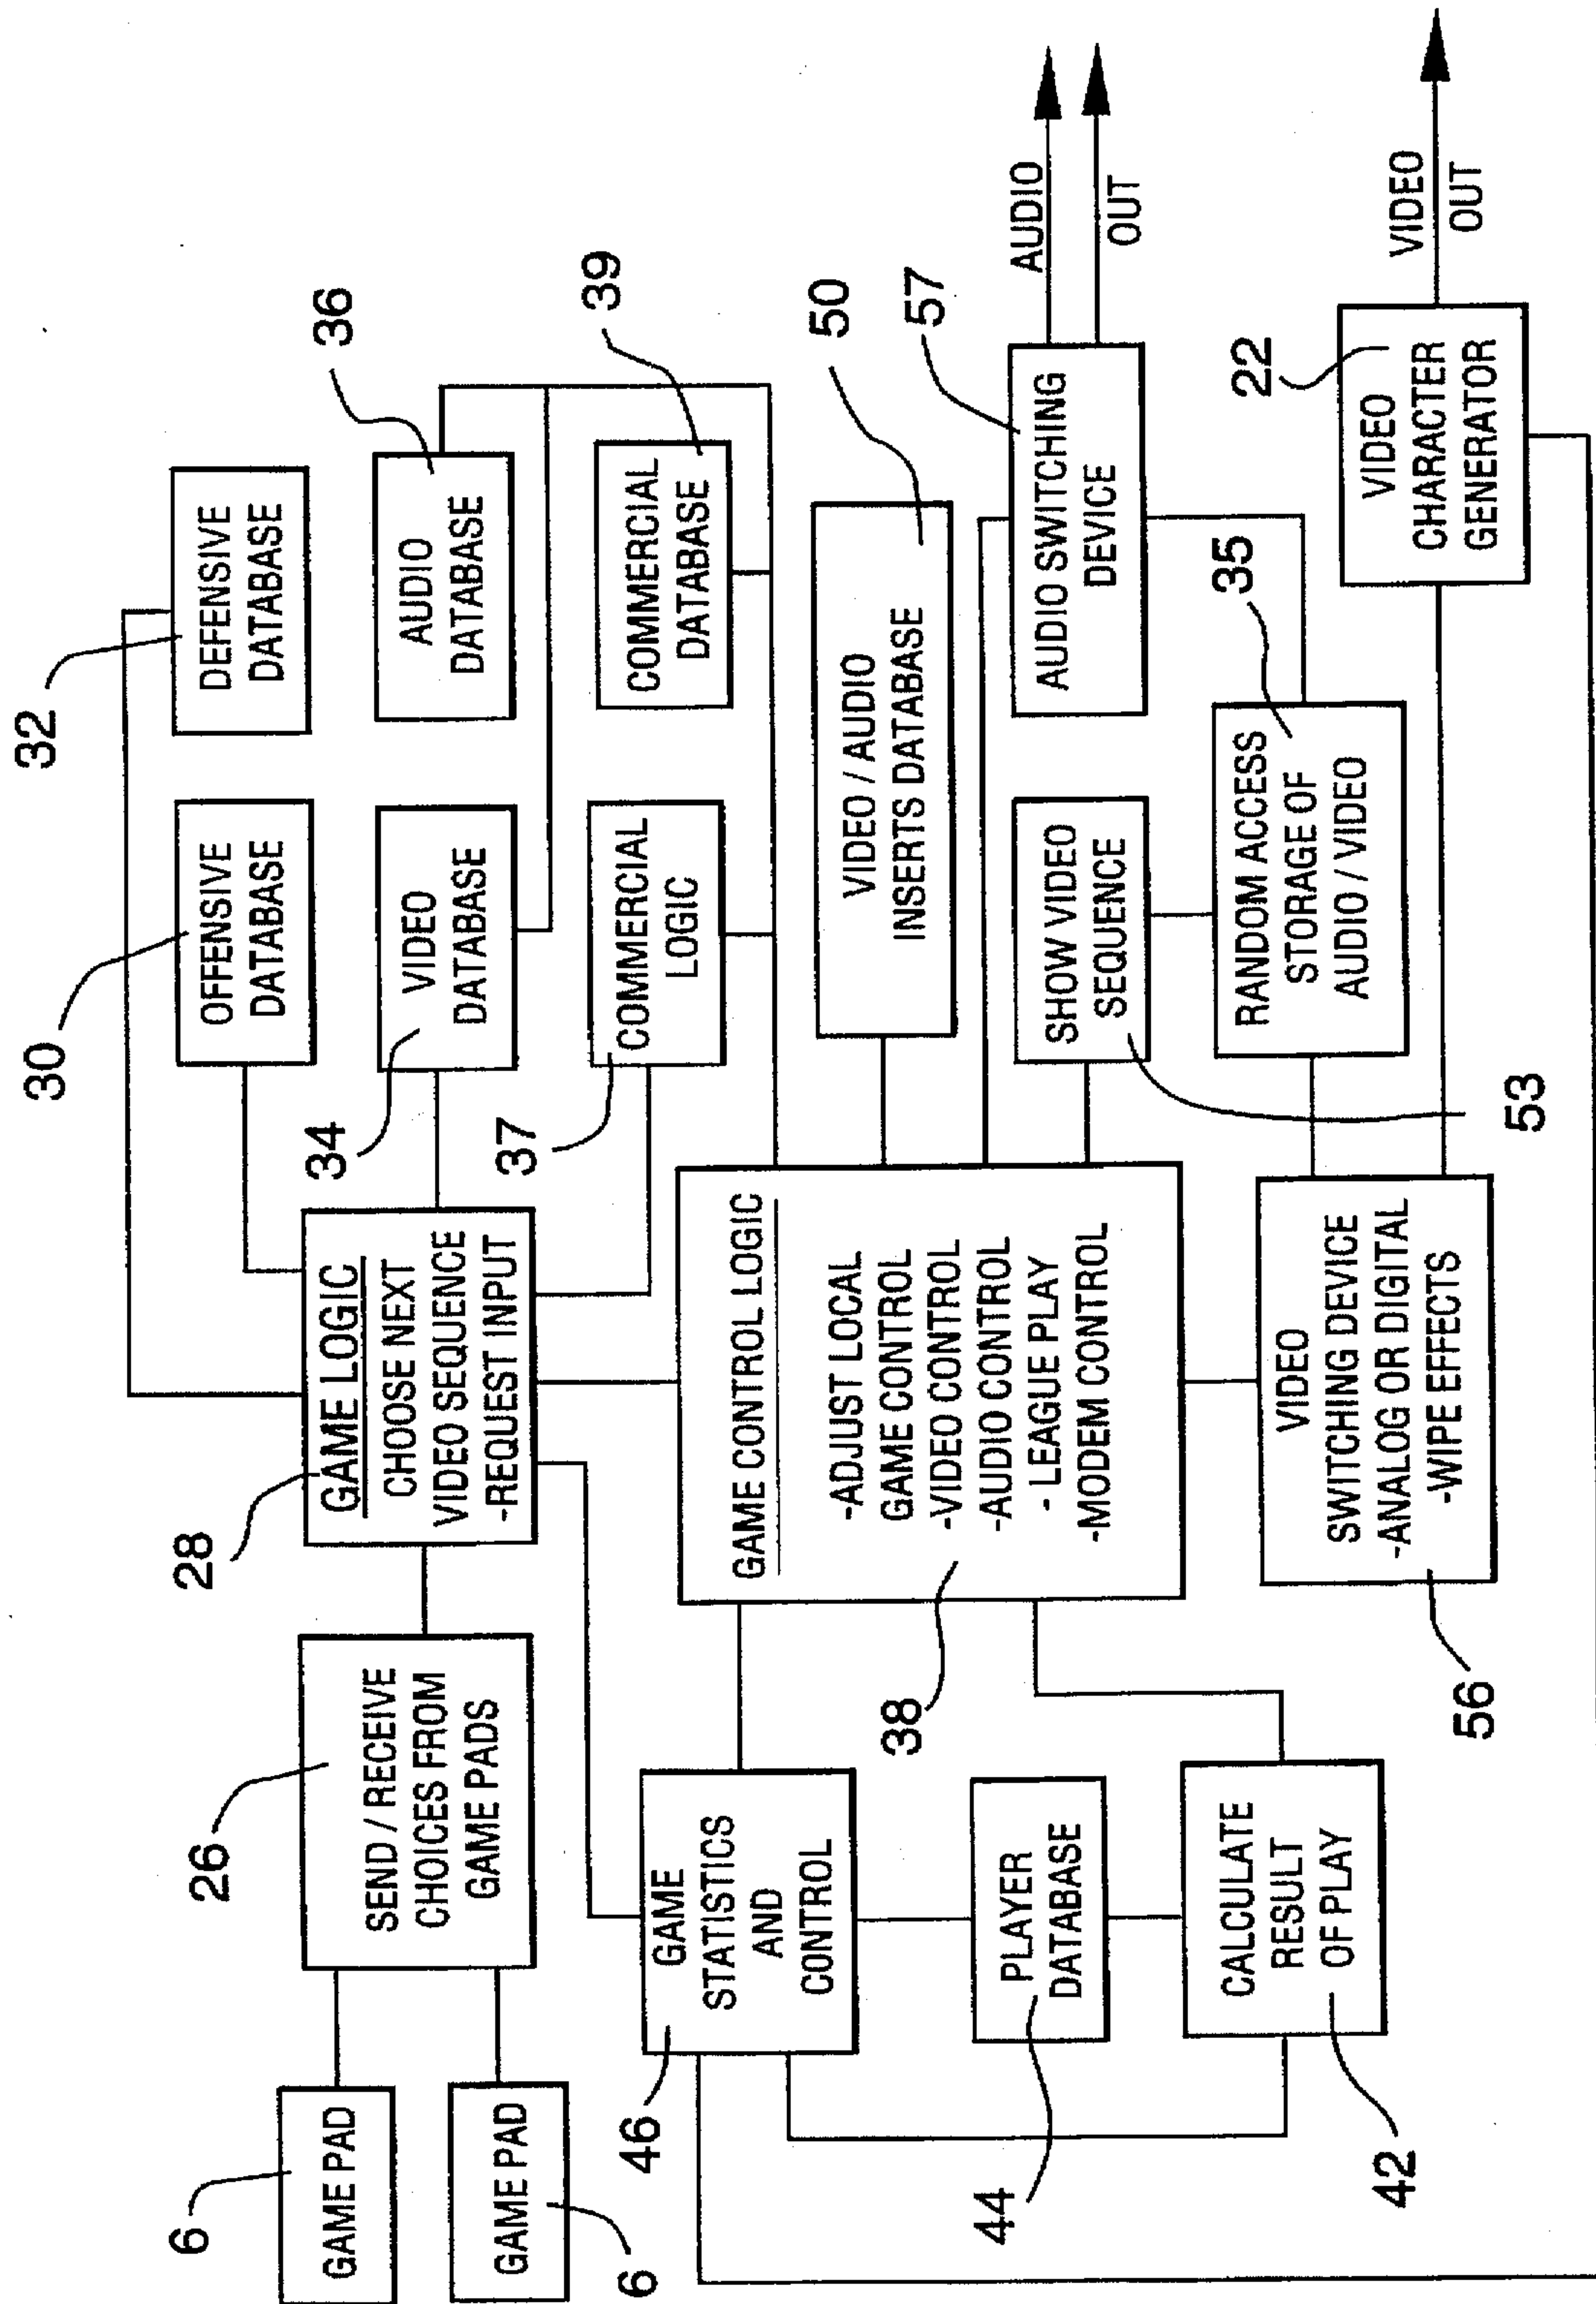 6
GAME PAD
GAME PAD
6
26
SEND / RECEIVE
CHOICES FROM
GAME PADS
28
GAME LOGIC
CHOOSE NEXT
VIDEO SEQUENCE
-REQUEST INPUT
30
OFFENSIVE
DATABASE
32
DEFENSIVE
DATABASE
34
VIDEO
DATABASE
36
AUDIO
DATABASE
37
COMMERCIAL
LOGIC
39
COMMERCIAL
DATABASE
46
GAME
STATISTICS
AND
CONTROL
44
PLAYER
DATABASE
42
CALCULATE
RESULT
OF PLAY
GAME CONTROL LOGIC
-ADJUST LOCAL
GAME CONTROL
-VIDEO CONTROL
-AUDIO CONTROL
- LEAGUE PLAY
-MODEM CONTROL
38
50
VIDEO / AUDIO
INSERTS DATABASE
57
AUDIO SWITCHING
DEVICE
AUDIO
OUT
SHOW VIDEO
SEQUENCE
53
35
RANDOM ACCESS
STORAGE OF
AUDIO / VIDEO
56
VIDEO
SWITCHING DEVICE
-ANALOG OR DIGITAL
-WIPE EFFECTS
22
VIDEO
CHARACTER
GENERATOR
VIDEO
OUT